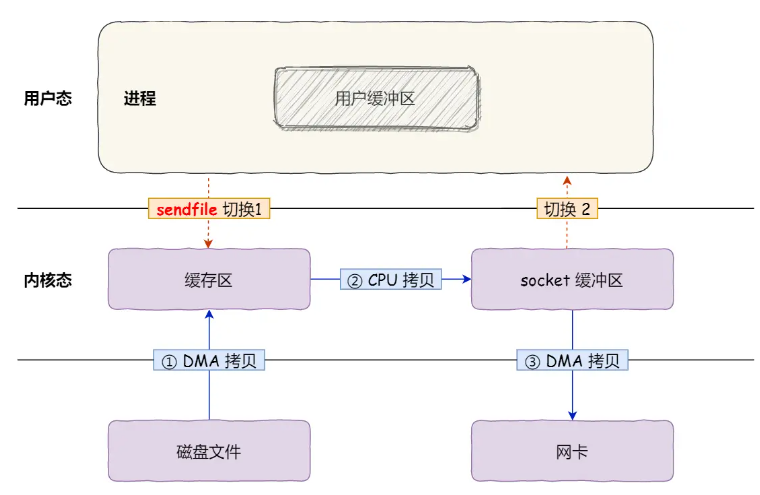 用户态
进程
用户缓冲区
sendfile 切换1
切换 2
内核态
缓存区
② CPU 拷贝
socket 缓冲区
① DMA 拷贝
③ DMA 拷贝
磁盘文件
网卡